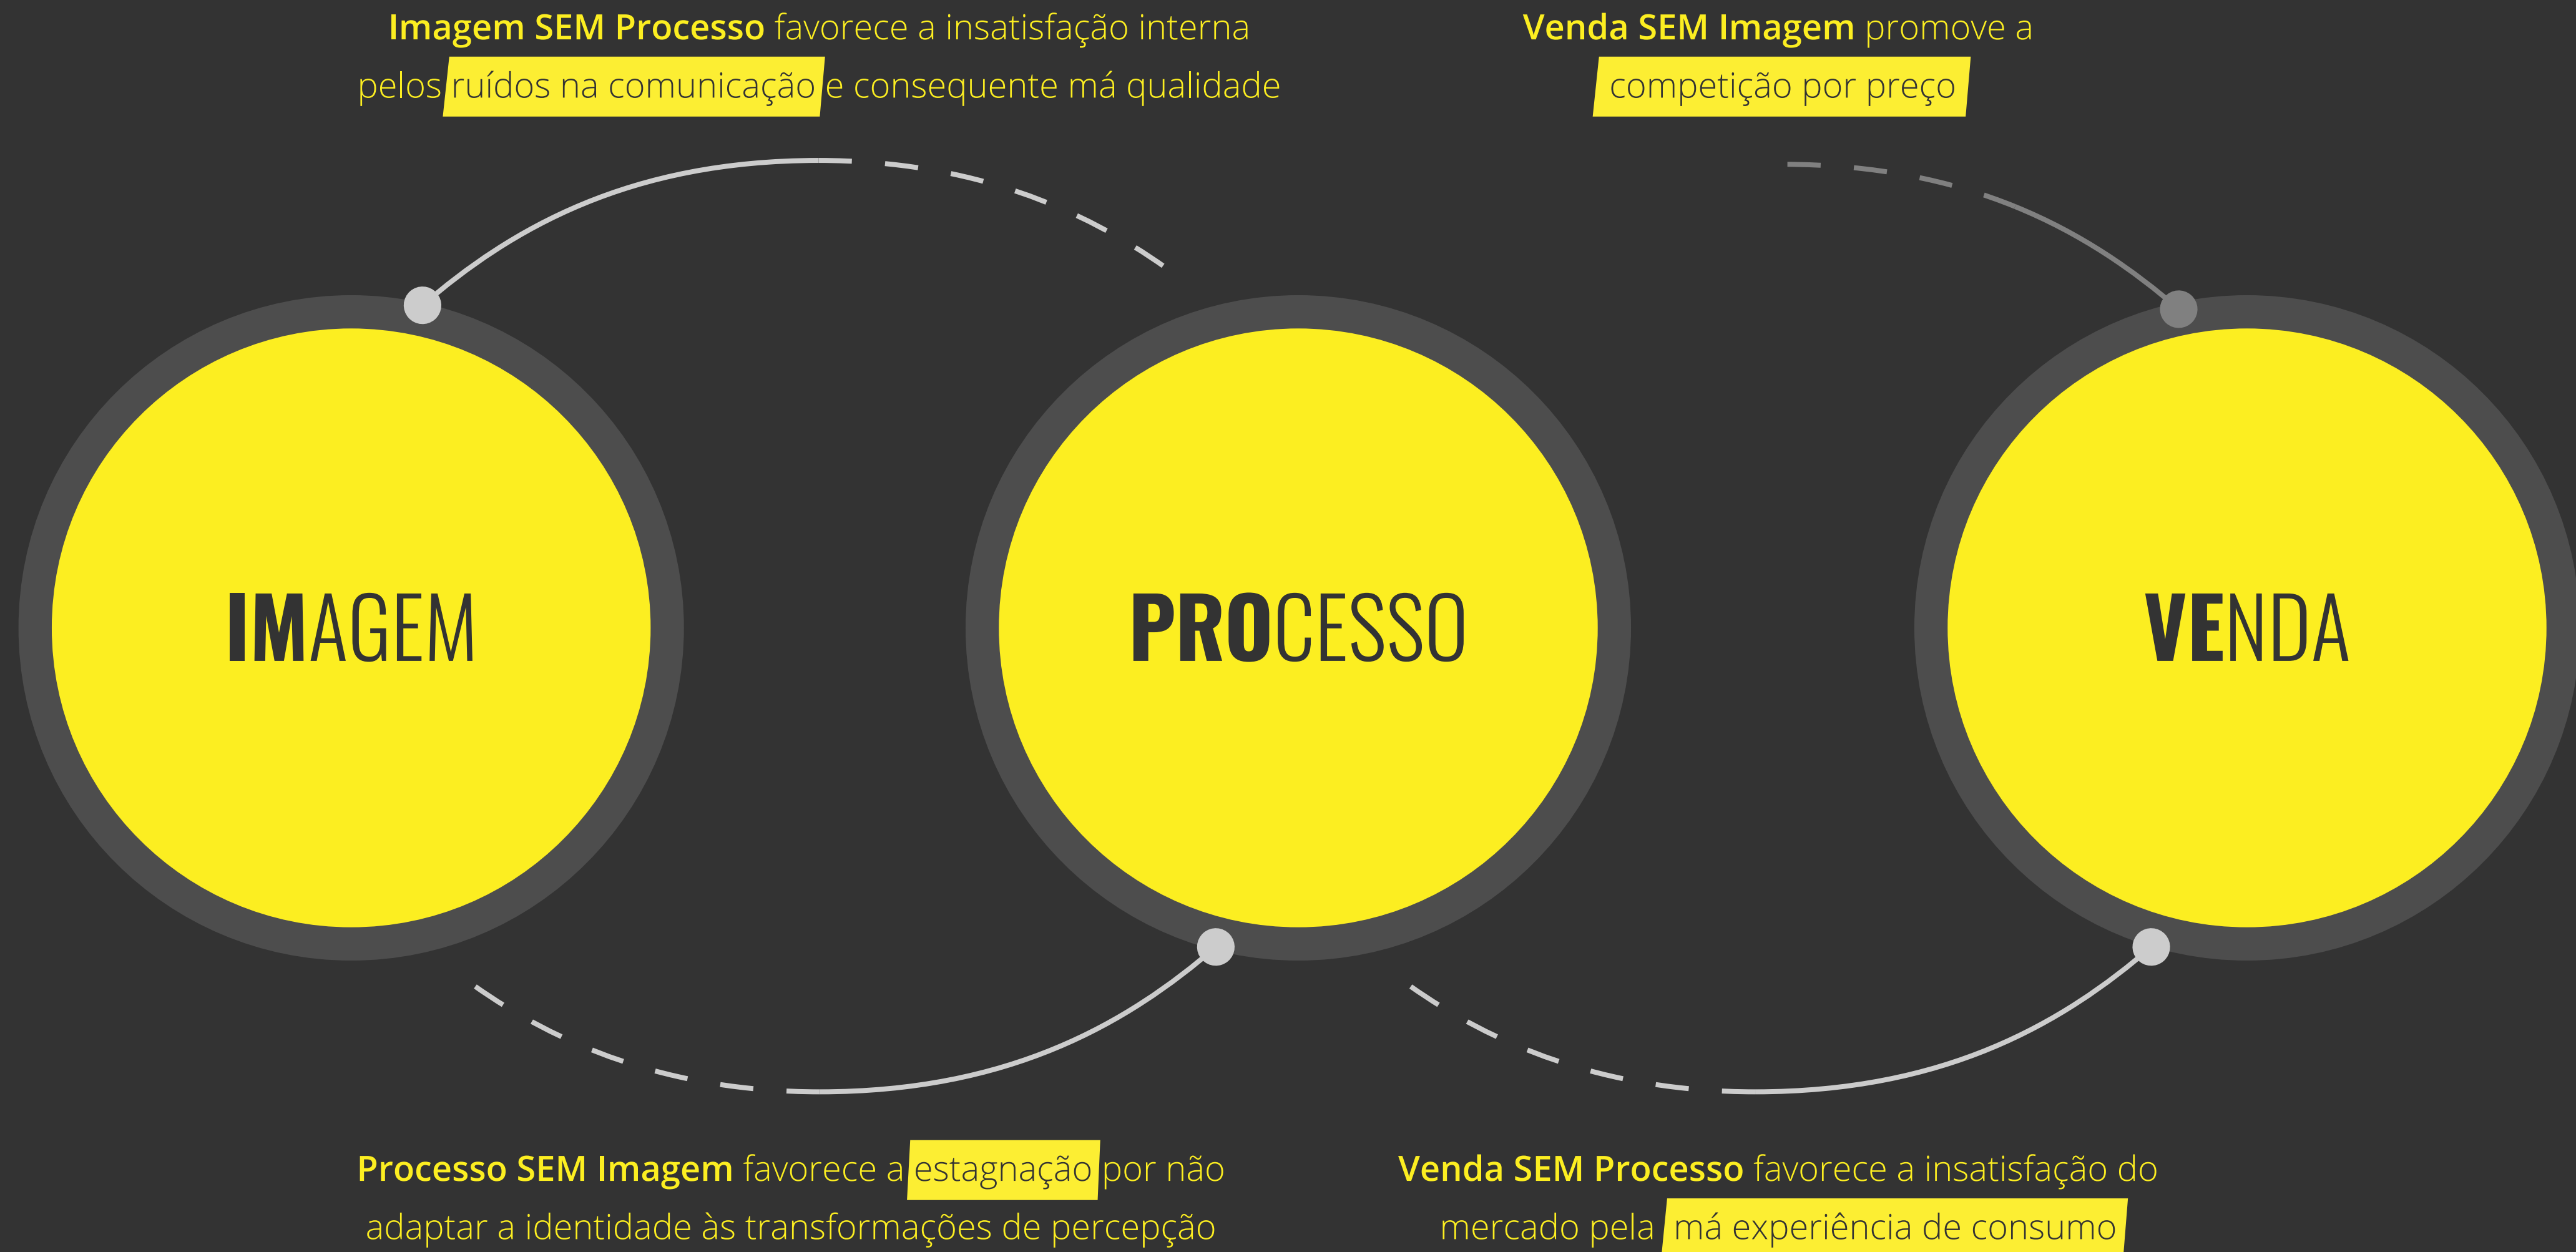 Imagem SEM Processo favorece a insatisfação interna
pelos ruídos na comunicação e consequente má qualidade
Venda SEM Imagem promove a
competição por preço
IMAGEM
PROCESSO
VENDA
Processo SEM Imagem favorece a estagnação por não
adaptar a identidade às transformações de percepção
Venda SEM Processo favorece a insatisfação do
mercado pela má experiência de consumo